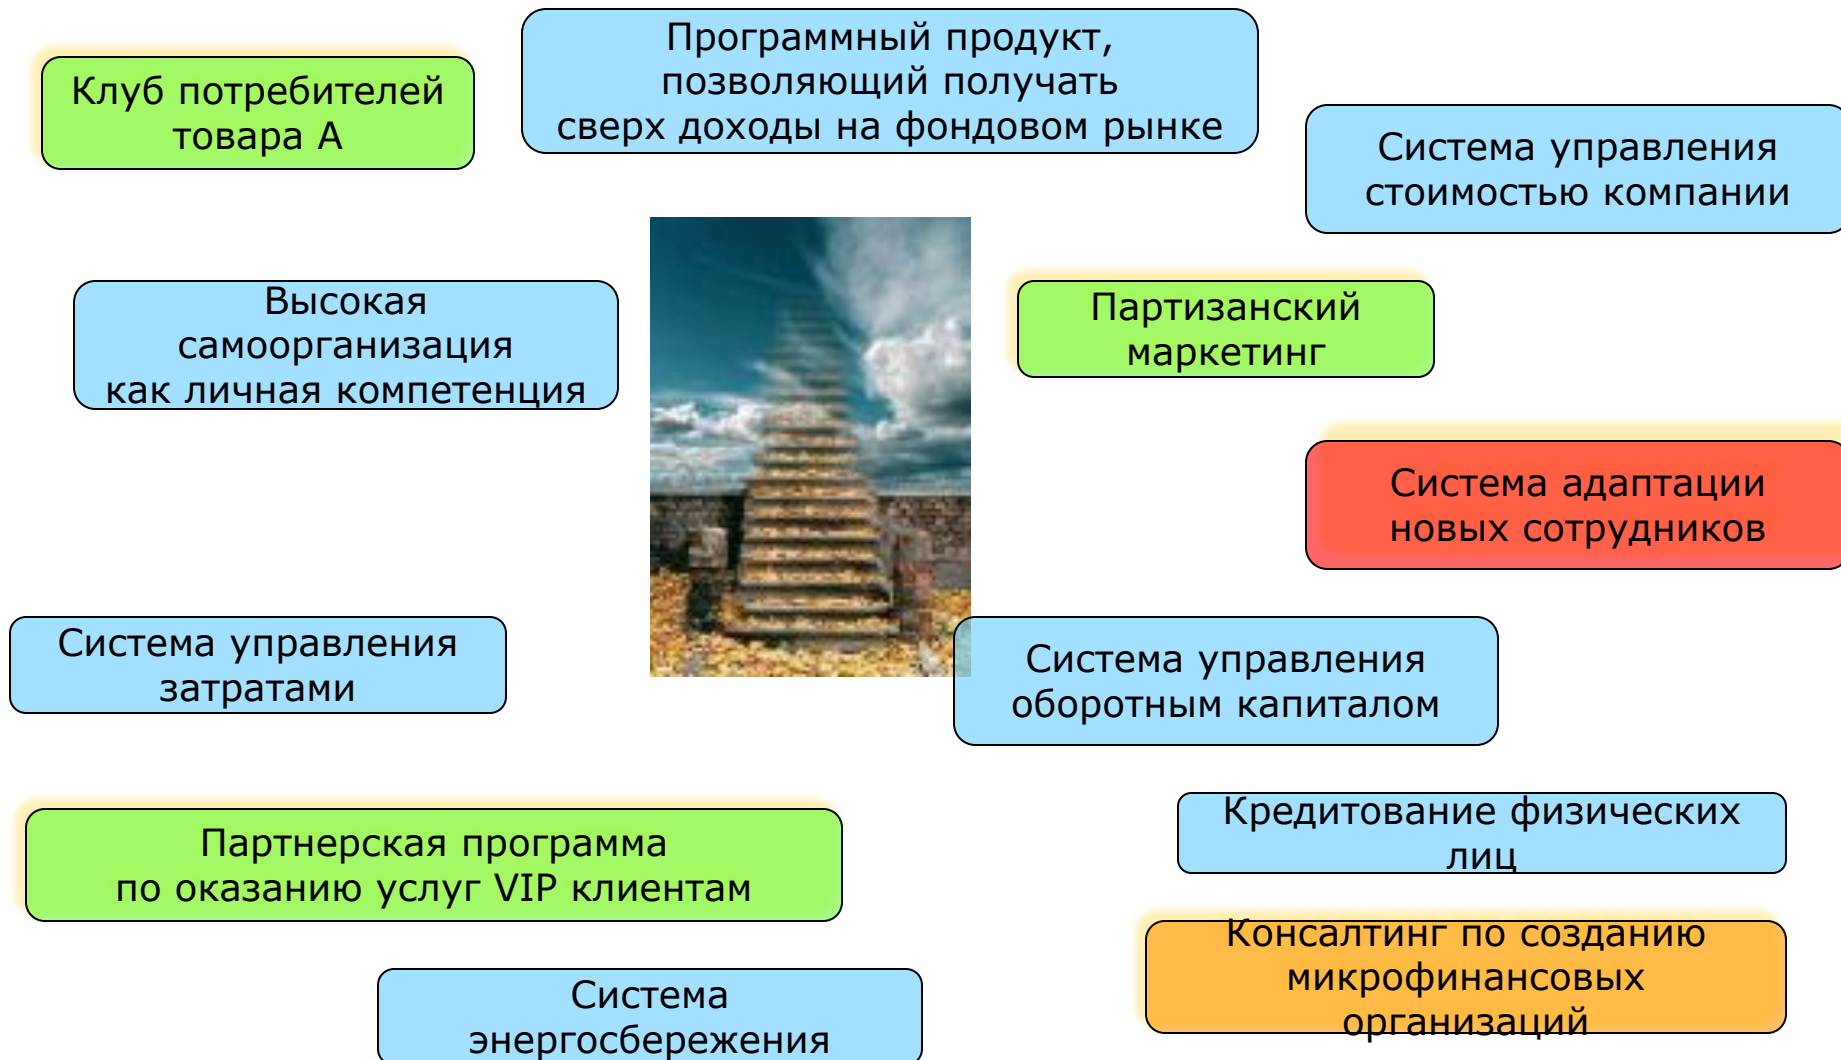 Программный продукт,
позволяющий получать
сверх доходы на фондовом рынке
Клуб потребителей
товара А
Система управления
стоимостью компании
Высокая
самоорганизация
как личная компетенция
Партизанский
маркетинг
Система адаптации
новых сотрудников
Система управления
затратами
Система управления
оборотным капиталом
Кредитование физических
лиц
Партнерская программа
по оказанию услуг VIP клиентам
Консалтинг по созданию
микрофинансовых
организаций
Система
энергосбережения